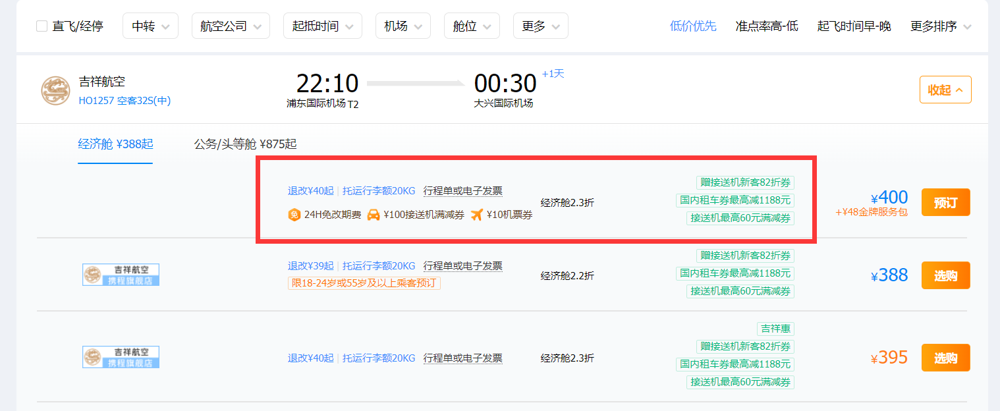 直飞/经停 中转 航空公司 起抵时间 机场 舱位 更多 低价优先 准点率高-低 起飞时间早-晚 更多排序
吉祥航空
HO1257 空客32S(中)
22:10
浦东国际机场 T2
00:30 +1天
大兴国际机场
收起
经济舱 ¥388起 公务/头等舱 ¥875起
退改¥40起 | 托运行李额20KG 行程单或电子发票
免 24H免改期费 ¥100接送机满减券 ¥10机票券
经济舱2.3折
赠接送机新客82折券
国内租车券最高减1188元
接送机最高60元满减券
¥400
+¥48金牌服务包
预订
吉祥航空
携程旗舰店
退改¥39起 | 托运行李额20KG 行程单或电子发票
限18-24岁或55岁及以上乘客预订
经济舱2.2折
赠接送机新客82折券
国内租车券最高减1188元
接送机最高60元满减券
¥388
选购
吉祥航空
携程旗舰店
退改¥40起 | 托运行李额20KG 行程单或电子发票
经济舱2.3折
吉祥惠
赠接送机新客82折券
国内租车券最高减1188元
接送机最高60元满减券
¥395
选购